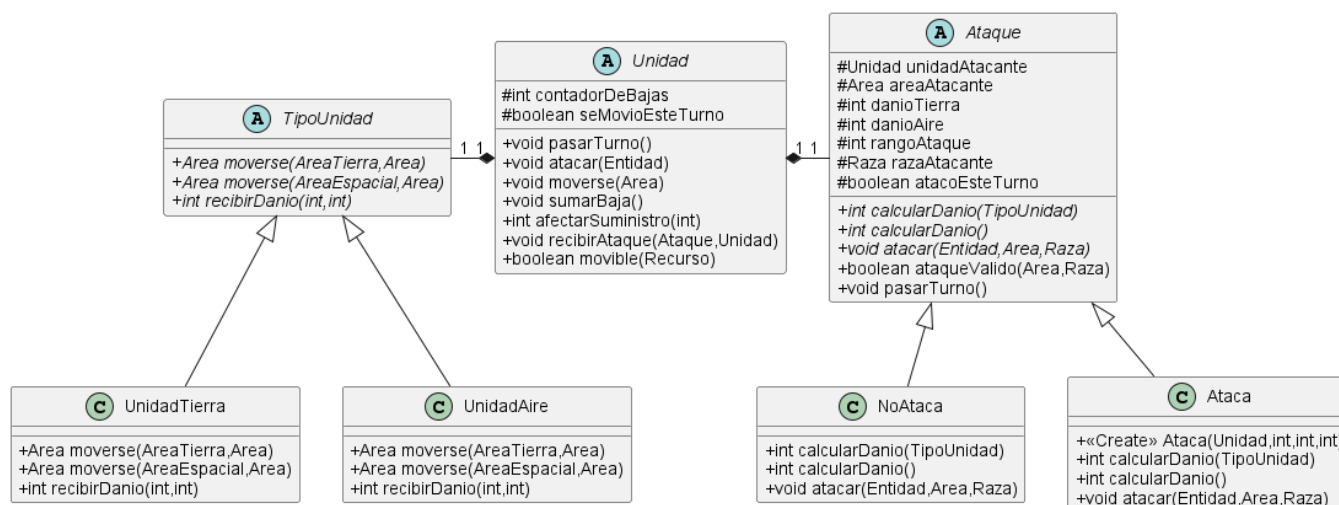 A TipoUnidad
+Area moverse(AreaTierra,Area)
+Area moverse(AreaEspacial,Area)
+int recibirDanio(int,int)
1 1
A Unidad
#int contadorDeBajas
#boolean seMovioEsteTurno
+void pasarTurno()
+void atacar(Entidad)
+void moverse(Area)
+void sumarBaja()
+int afectarSuministro(int)
+void recibirAtaque(Ataque,Unidad)
+boolean movible(Recurso)
1 1
A Ataque
#Unidad unidadAtacante
#Area areaAtacante
#int danioTierra
#int danioAire
#int rangoAtaque
#Raza razaAtacante
#boolean atacoEsteTurno
+int calcularDanio(TipoUnidad)
+int calcularDanio()
+void atacar(Entidad,Area,Raza)
+boolean ataqueValido(Area,Raza)
+void pasarTurno()
C UnidadTierra
+Area moverse(AreaTierra,Area)
+Area moverse(AreaEspacial,Area)
+int recibirDanio(int,int)
C UnidadAire
+Area moverse(AreaTierra,Area)
+Area moverse(AreaEspacial,Area)
+int recibirDanio(int,int)
C NoAtaca
+int calcularDanio(TipoUnidad)
+int calcularDanio()
+void atacar(Entidad,Area,Raza)
C Ataca
+«Create» Ataca(Unidad,int,int,int)
+int calcularDanio(TipoUnidad)
+int calcularDanio()
+void atacar(Entidad,Area,Raza)